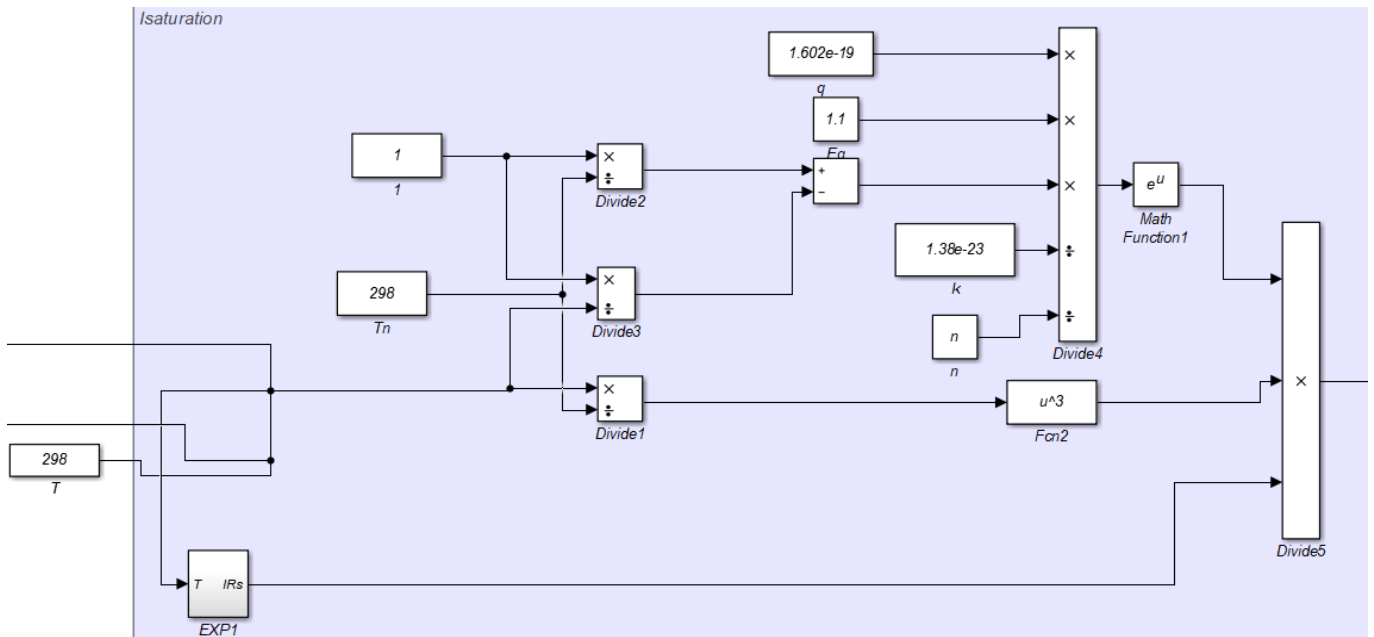 Isaturation
1.602e-19
q
1.1
Eg
1
1
×
÷
Divide2
+
−
×
×
×
÷
÷
Divide4
e^u
Math
Function1
1.38e-23
k
298
Tn
×
÷
Divide3
n
n
×
÷
Divide1
u^3
Fcn2
×
Divide5
298
T
T IRs
EXP1